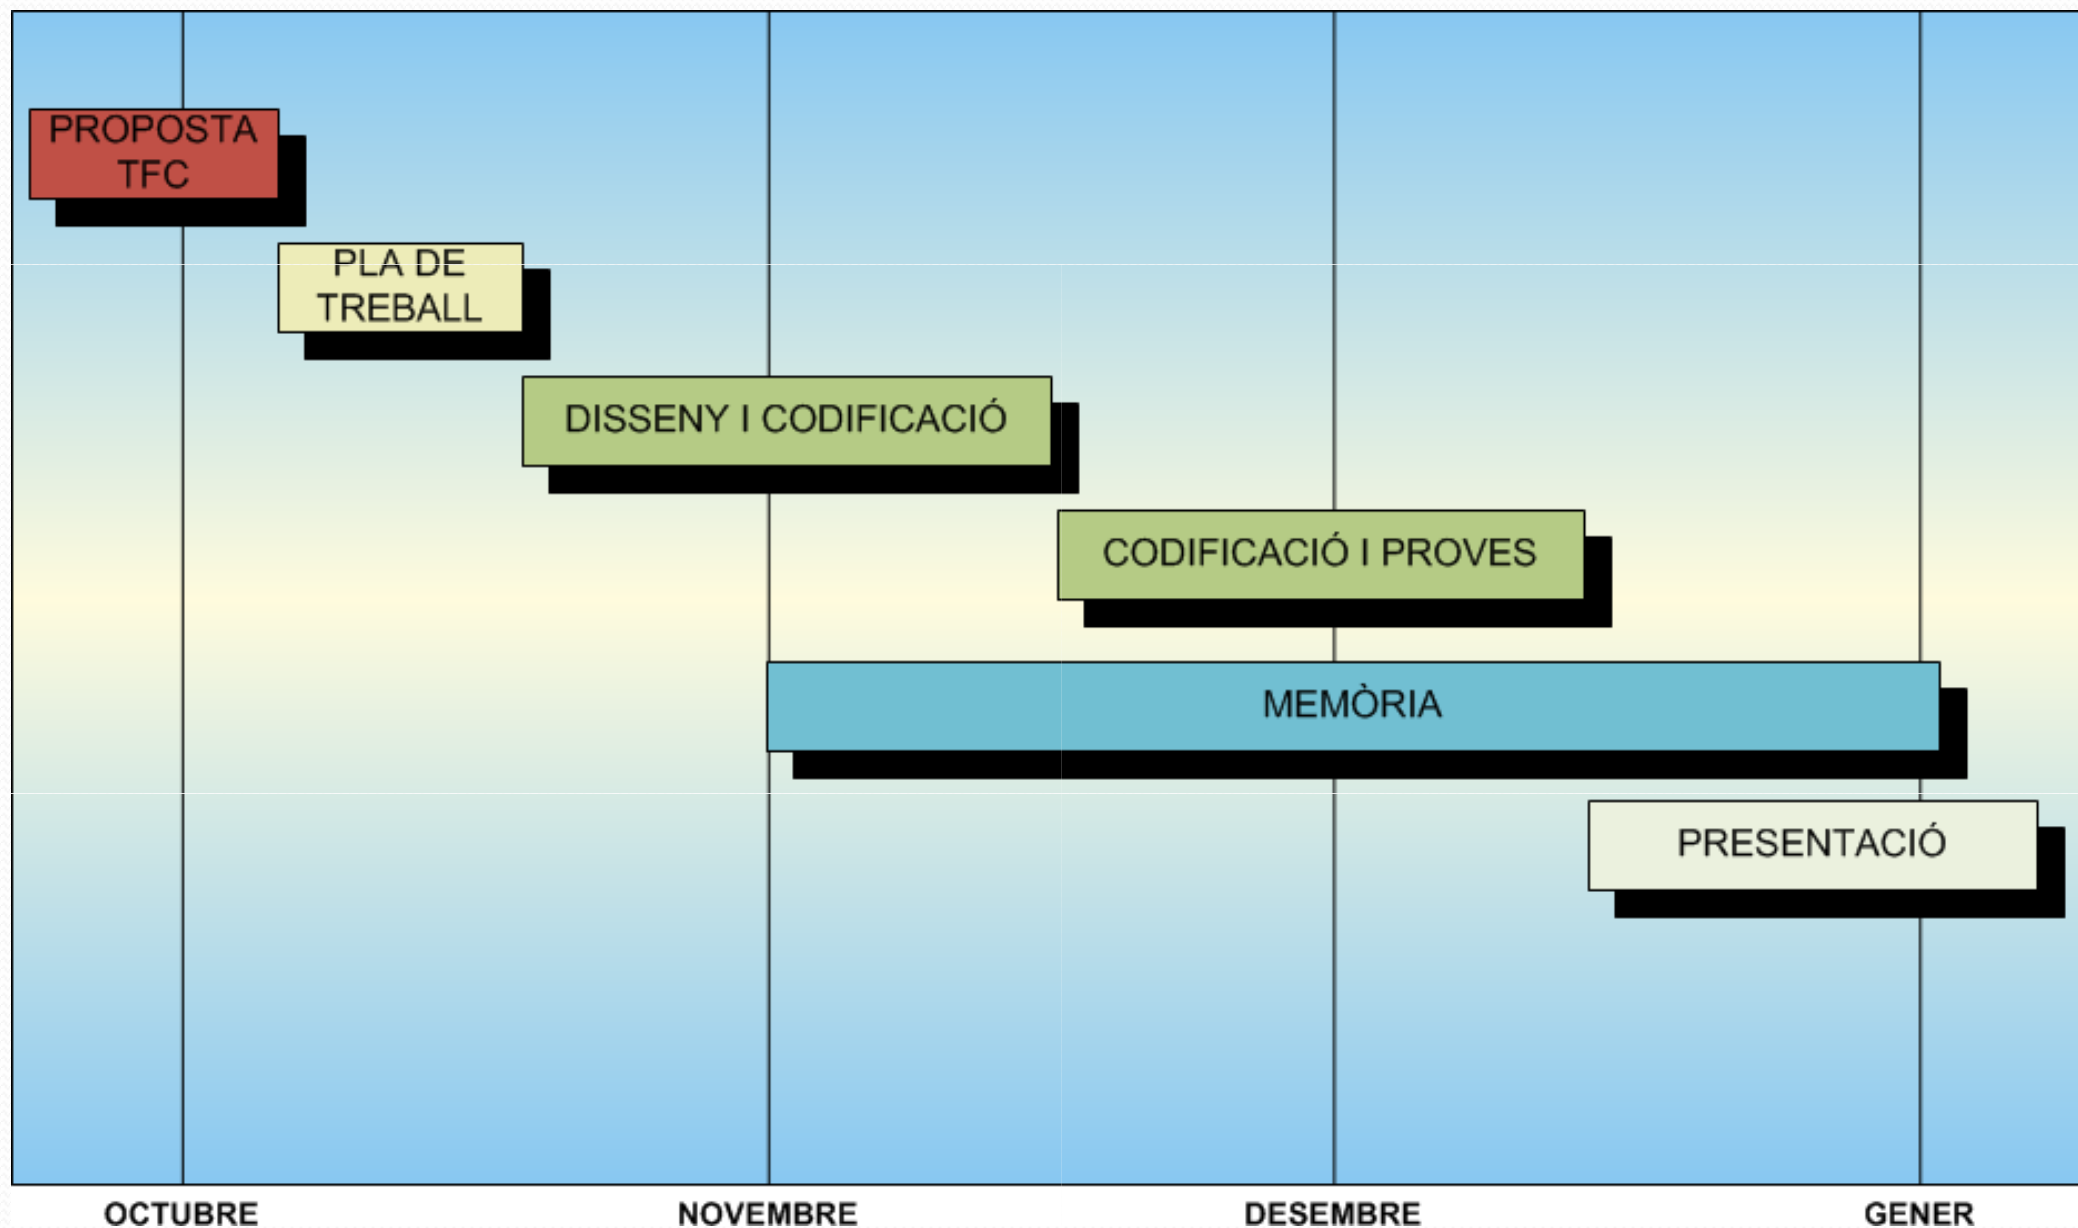 PROPOSTA
TFC
PLA DE
TREBALL
DISSENY I CODIFICACIÓ
CODIFICACIÓ I PROVES
MEMÒRIA
PRESENTACIÓ
OCTUBRE
NOVEMBRE
DESEMBRE
GENER